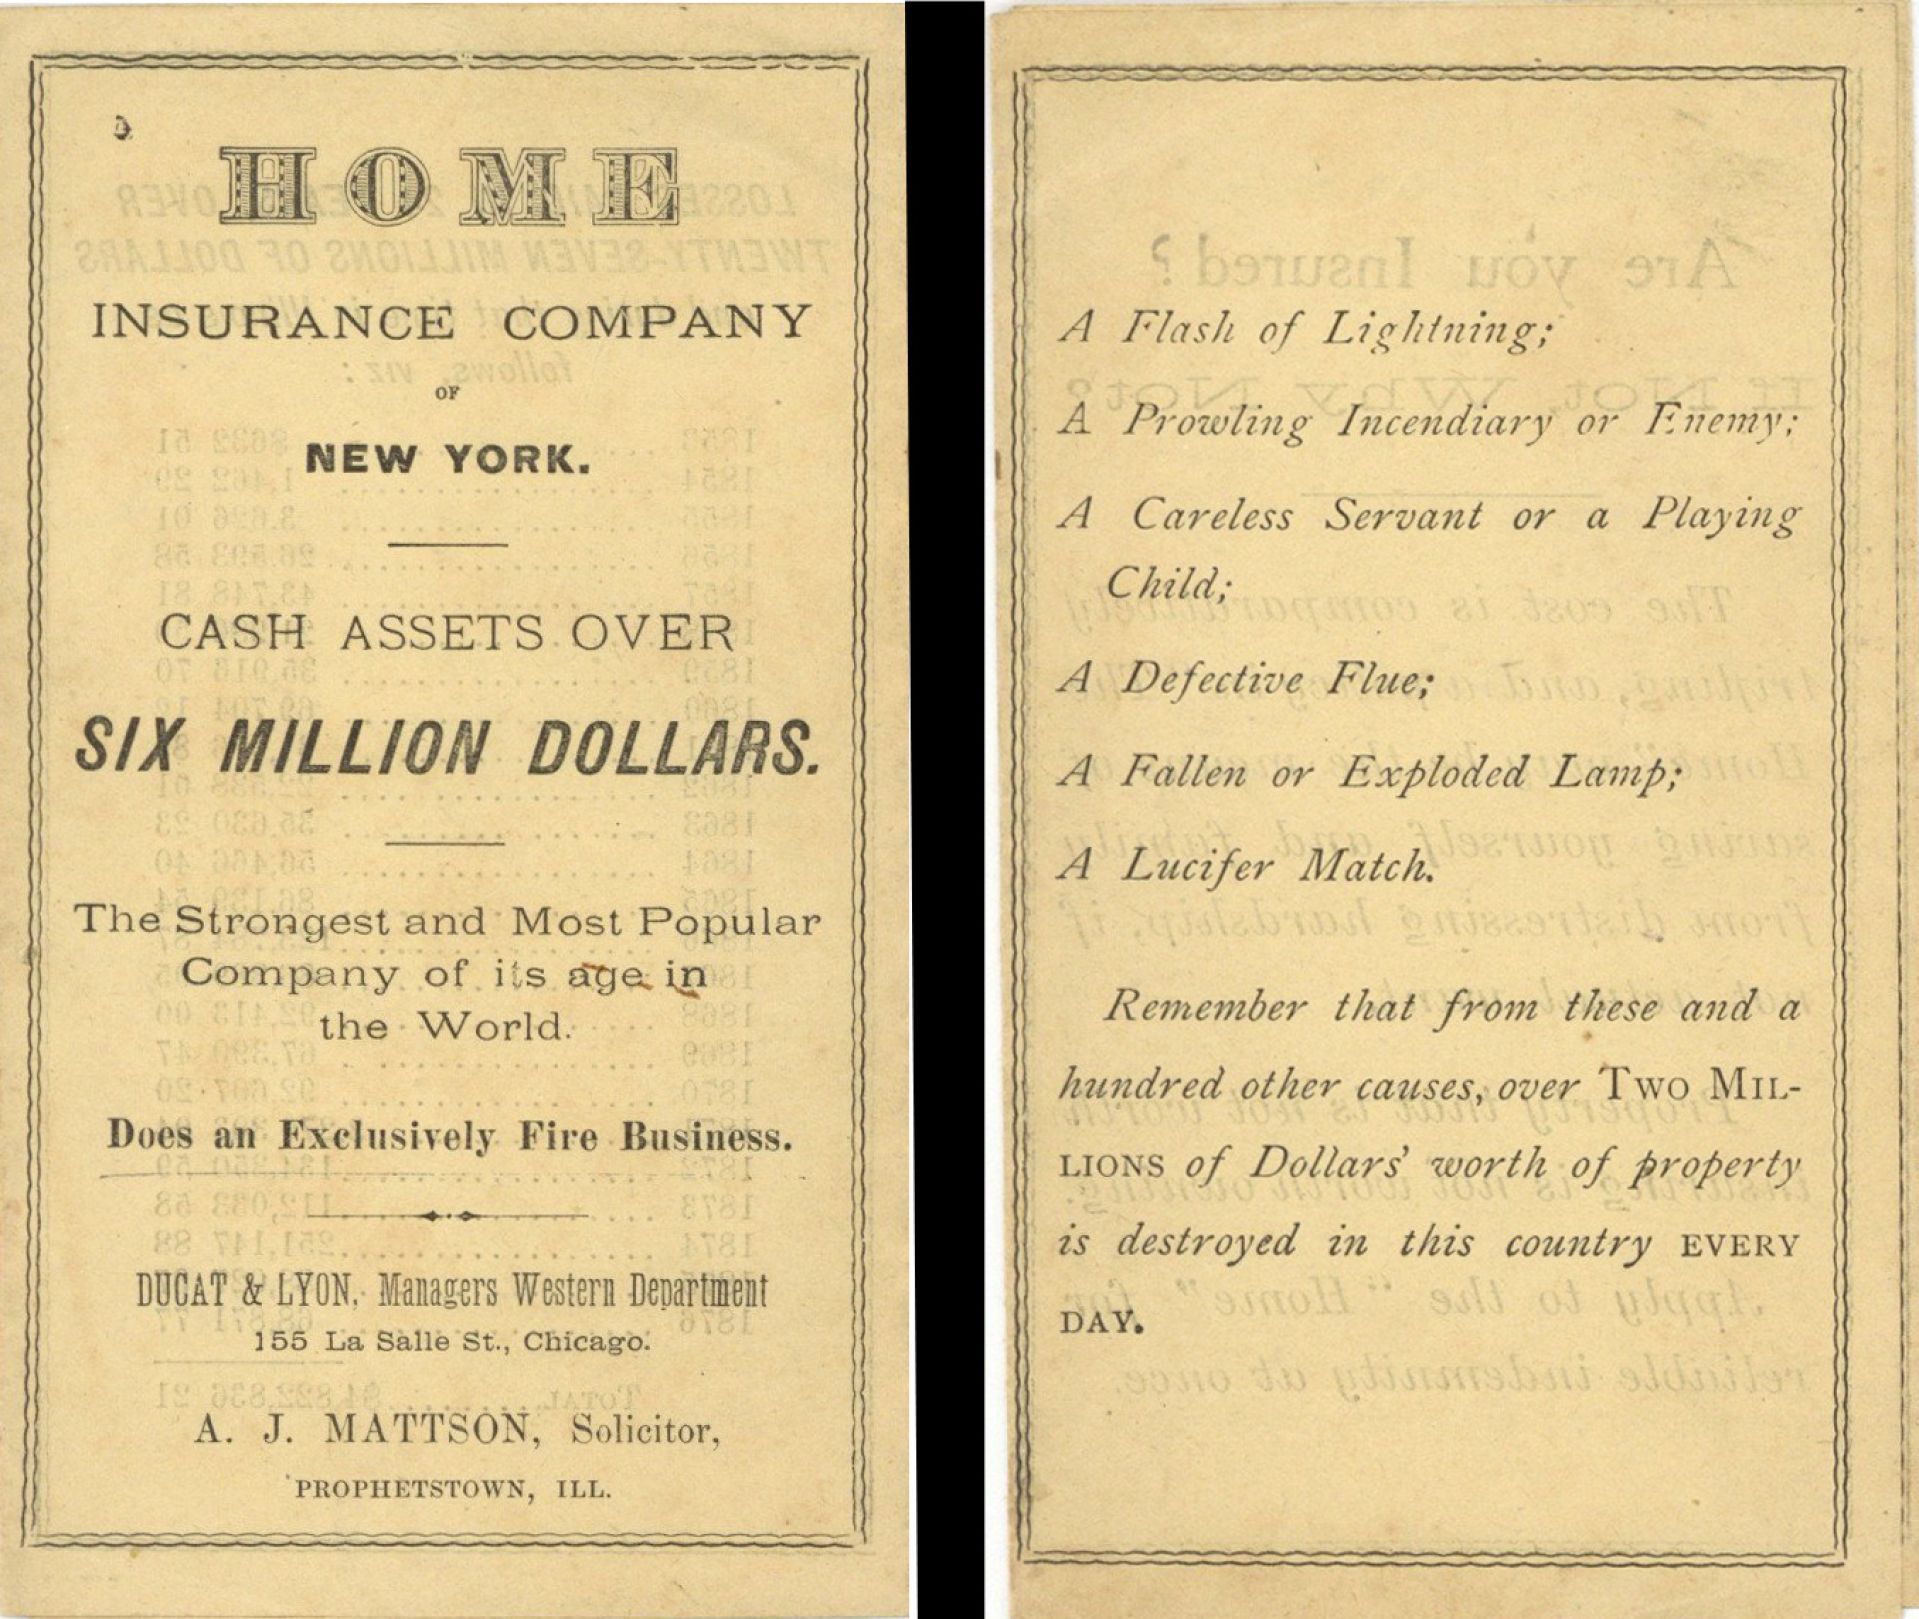 HOME
INSURANCE COMPANY
OF
NEW YORK.
CASH ASSETS OVER
SIX MILLION DOLLARS.
The Strongest and Most Popular
Company of its age in
the World.
Does an Exclusively Fire Business.
DUCAT & LYON, Managers Western Department
155 La Salle St., Chicago.
A. J. MATTSON, Solicitor,
PROPHETSTOWN, ILL.
A Flash of Lightning;
A Prowling Incendiary or Enemy;
A Careless Servant or a Playing
Child;
A Defective Flue;
A Fallen or Exploded Lamp;
A Lucifer Match.
Remember that from these and a
hundred other causes, over TWO MIL-
LIONS of Dollars' worth of property
is destroyed in this country EVERY
DAY.